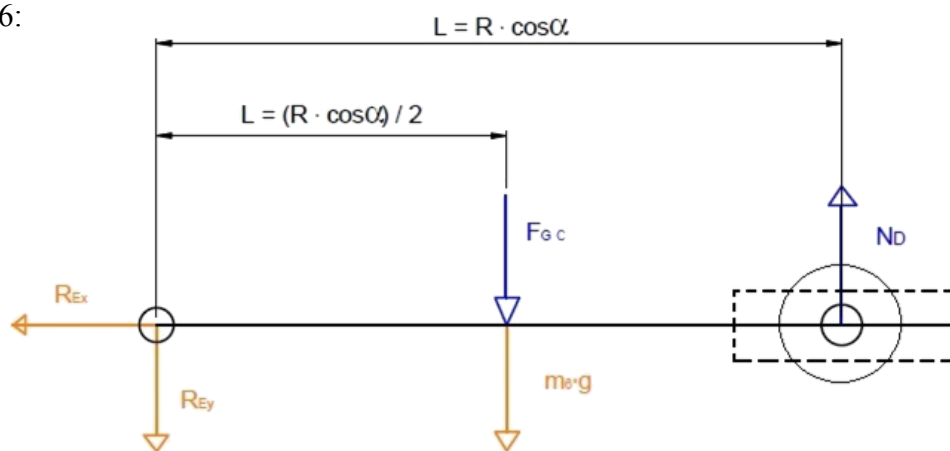 6:
L = R · cosα
L = (R · cosα) / 2
FG C
ND
REx
REy
m6·g